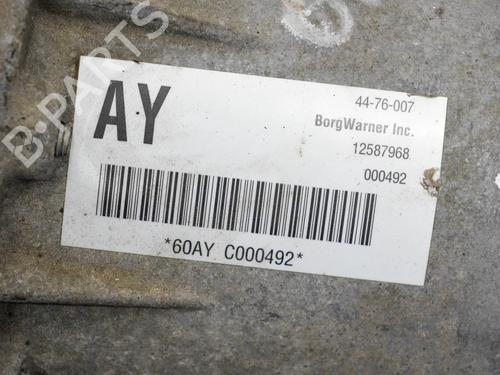 B-PARTS
AY
44-76-007
BorgWarner Inc.
12587968
000492
*60AY C000492*